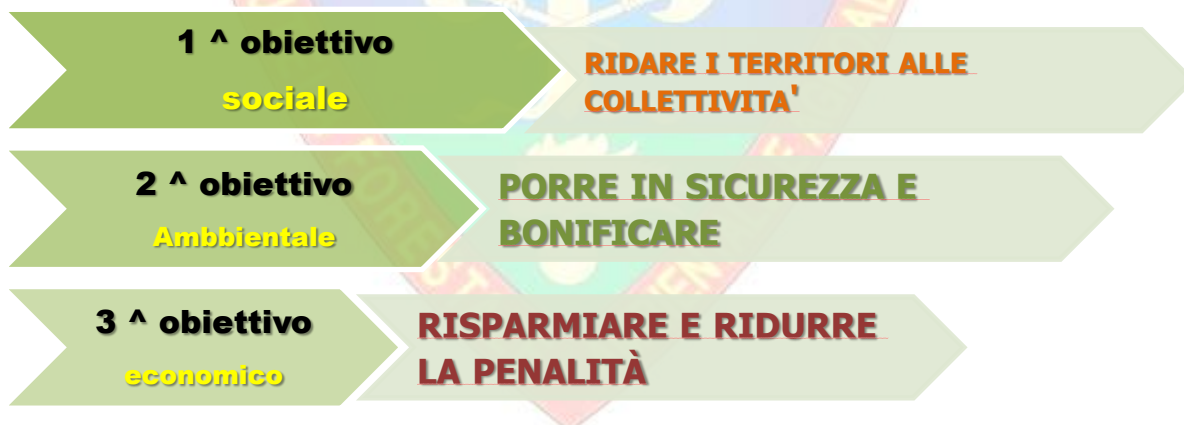 1 ^ obiettivo
sociale
RIDARE I TERRITORI ALLE
COLLETTIVITA'
2 ^ obiettivo
Ambbientale
PORRE IN SICUREZZA E
BONIFICARE
3 ^ obiettivo
economico
RISPARMIARE E RIDURRE
LA PENALITÀ